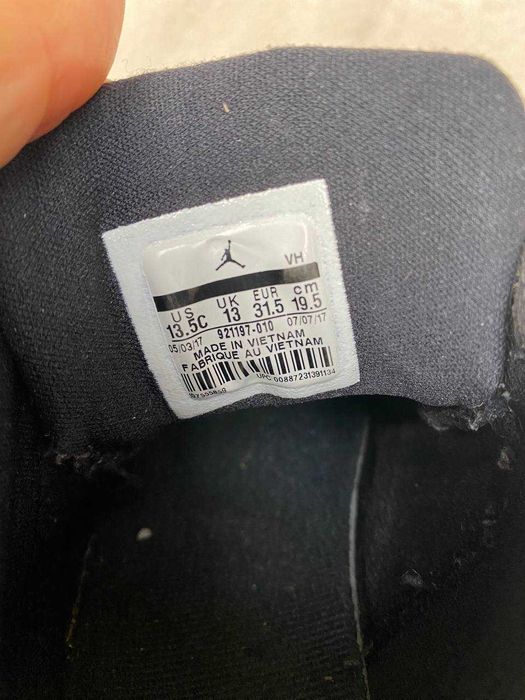 VH
US UK EUR cm
13.5C 13 31.5 19.5
05/03/17 921197-010 07/07/17
MADE IN VIETNAM
FABRIQUE AU VIETNAM
UPC 00887231391134